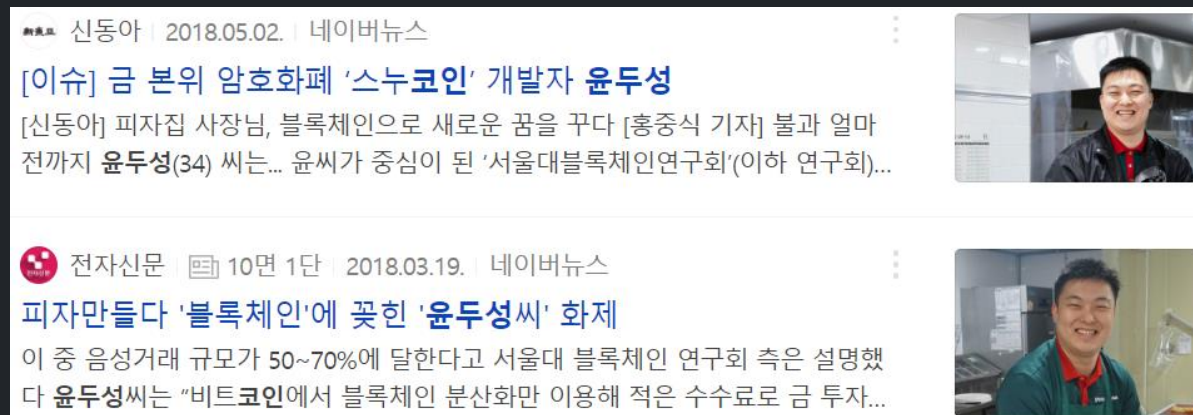 신동아 2018.05.02. 네이버뉴스
[이슈] 금 본위 암호화폐 ‘스누코인’ 개발자 윤두성
[신동아] 피자집 사장님, 블록체인으로 새로운 꿈을 꾸다 [홍중식 기자] 불과 얼마
전까지 윤두성(34) 씨는... 윤씨가 중심이 된 ‘서울대블록체인연구회’(이하 연구회)...
전자신문 10면 1단 2018.03.19. 네이버뉴스
피자만들다 '블록체인'에 꽂힌 '윤두성씨' 화제
이 중 음성거래 규모가 50~70%에 달한다고 서울대 블록체인 연구회 측은 설명했
다 윤두성씨는 “비트코인에서 블록체인 분산화만 이용해 적은 수수료로 금 투자...